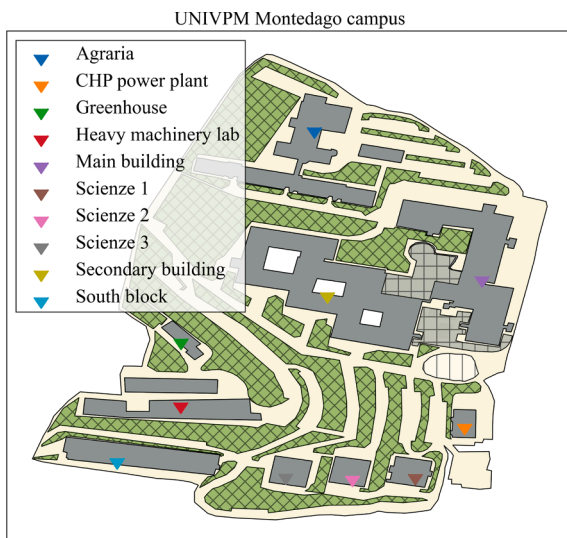 UNIVPM Montedago campus
Agraria
CHP power plant
Greenhouse
Heavy machinery lab
Main building
Scienze 1
Scienze 2
Scienze 3
Secondary building
South block